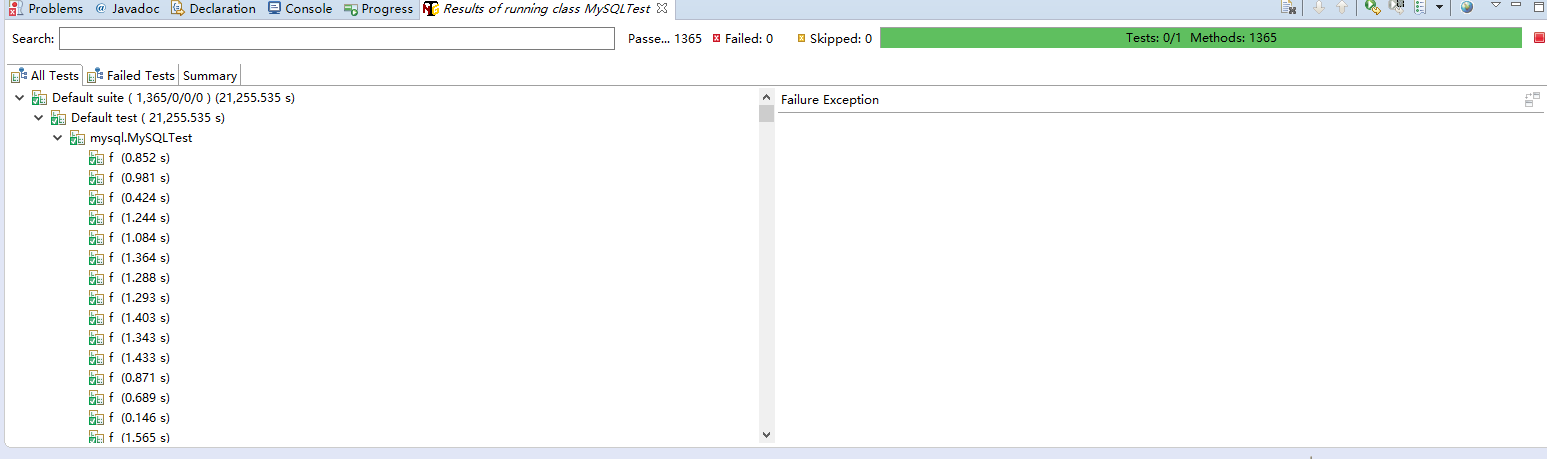 Problems @ Javadoc Declaration Console Progress Results of running class MySQLTest
Search: Passe... 1365 Failed: 0 Skipped: 0 Tests: 0/1 Methods: 1365
All Tests Failed Tests Summary
Default suite ( 1,365/0/0/0 ) (21,255.535 s)
Failure Exception
Default test ( 21,255.535 s)
mysql.MySQLTest
f (0.852 s)
f (0.981 s)
f (0.424 s)
f (1.244 s)
f (1.084 s)
f (1.364 s)
f (1.288 s)
f (1.293 s)
f (1.403 s)
f (1.343 s)
f (1.433 s)
f (0.871 s)
f (0.689 s)
f (0.146 s)
f (1.565 s)